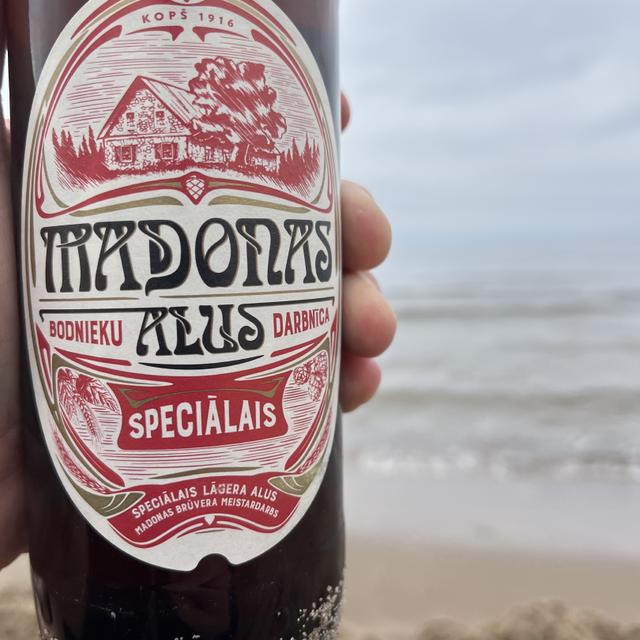 KOPŠ 1916
MADONAS
BODNIEKU ALUS DARBNĪCA
SPECIĀLAIS
SPECIĀLAIS LĀGERA ALUS
MADONAS BRŪVERA MEISTARDARBS